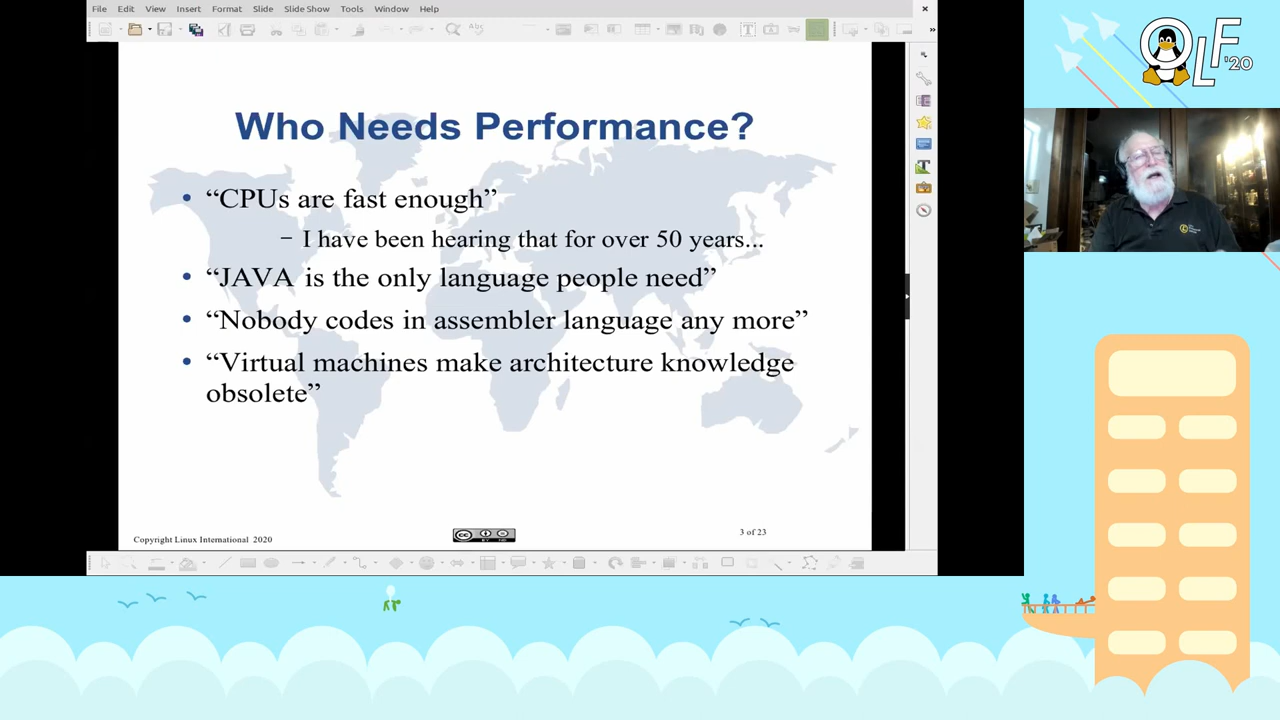 File Edit View Insert Format Slide Slide Show Tools Window Help
Who Needs Performance?
• “CPUs are fast enough”
– I have been hearing that for over 50 years...
• “JAVA is the only language people need”
• “Nobody codes in assembler language any more”
• “Virtual machines make architecture knowledge
obsolete”
Copyright Linux International 2020
3 of 23
OLF '20